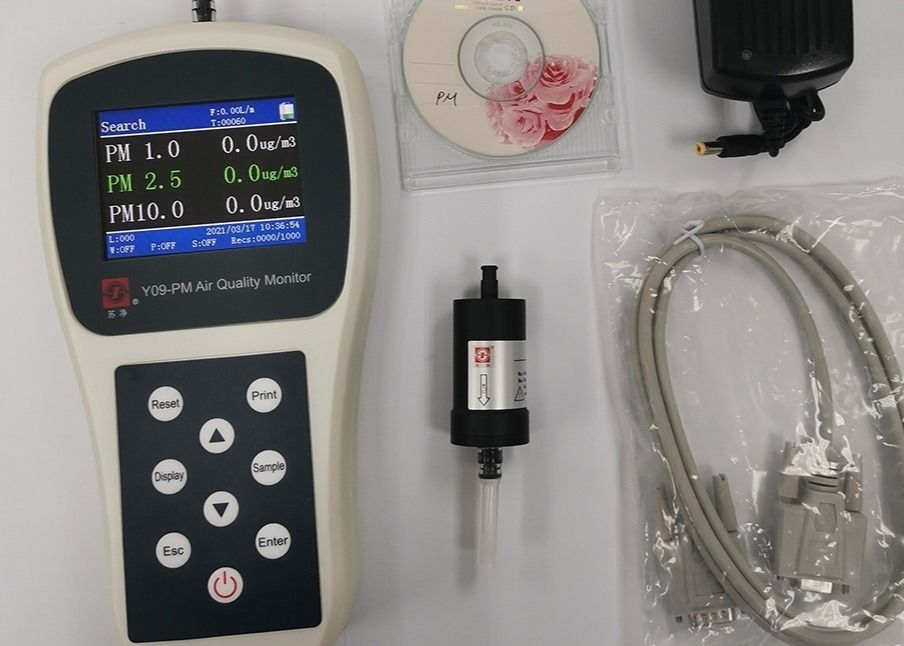 Search
F:0.00L/m
T:00060
PM 1.0 0.0ug/m3
PM 2.5 0.0ug/m3
PM10.0 0.0ug/m3
L:000 2021/03/17 10:36:54
W:OFF P:OFF S:OFF Recs:0000/1000
苏净 ® Y09-PM Air Quality Monitor
Reset
Print
Display
Sample
Esc
Enter
PM